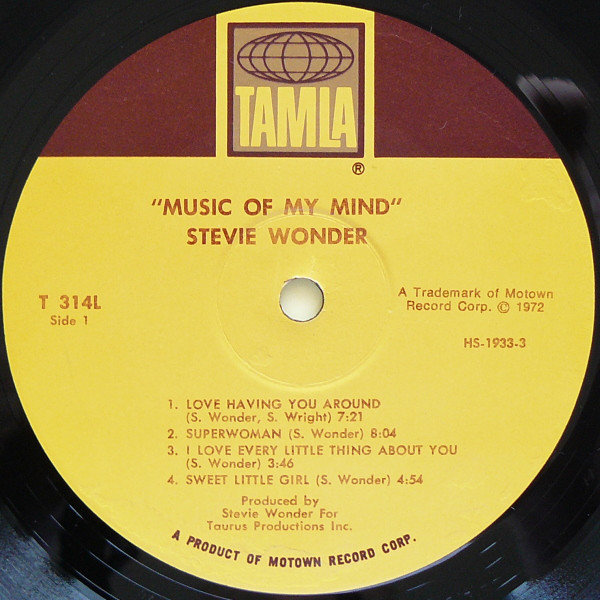 TAMLA
®
"MUSIC OF MY MIND"
STEVIE WONDER
T 314L
Side 1
A Trademark of Motown
Record Corp. © 1972
HS-1933-3
1. LOVE HAVING YOU AROUND
(S. Wonder, S. Wright) 7:21
2. SUPERWOMAN (S. Wonder) 8:04
3. I LOVE EVERY LITTLE THING ABOUT YOU
(S. Wonder) 3:46
4. SWEET LITTLE GIRL (S. Wonder) 4:54
Produced by
Stevie Wonder For
Taurus Productions Inc.
A PRODUCT OF MOTOWN RECORD CORP.